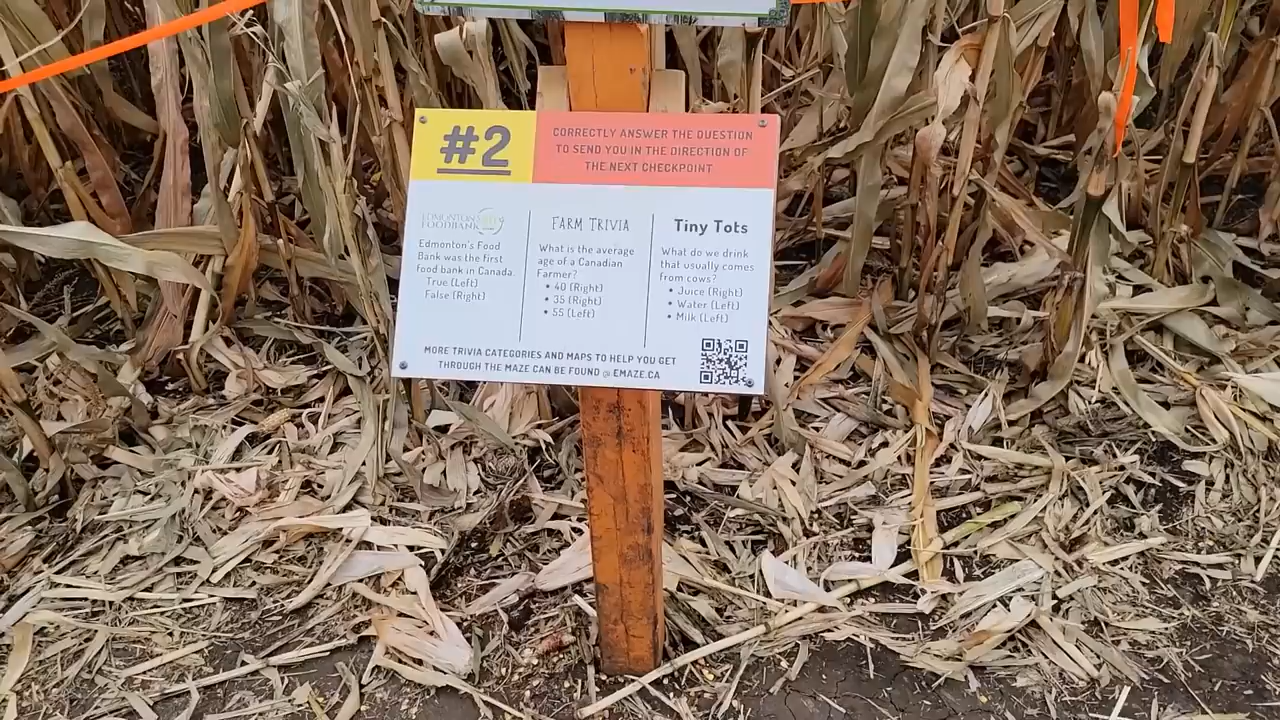 #2
CORRECTLY ANSWER THE QUESTION
TO SEND YOU IN THE DIRECTION OF
THE NEXT CHECKPOINT
EDMONTON'S
FOODBANK
Edmonton's Food
Bank was the first
food bank in Canada.
True (Left)
False (Right)
FARM TRIVIA
What is the average
age of a Canadian
Farmer?
• 40 (Right)
• 35 (Right)
• 55 (Left)
Tiny Tots
What do we drink
that usually comes
from cows?
• Juice (Right)
• Water (Left)
• Milk (Left)
MORE TRIVIA CATEGORIES AND MAPS TO HELP YOU GET
THROUGH THE MAZE CAN BE FOUND @ EMAZE.CA